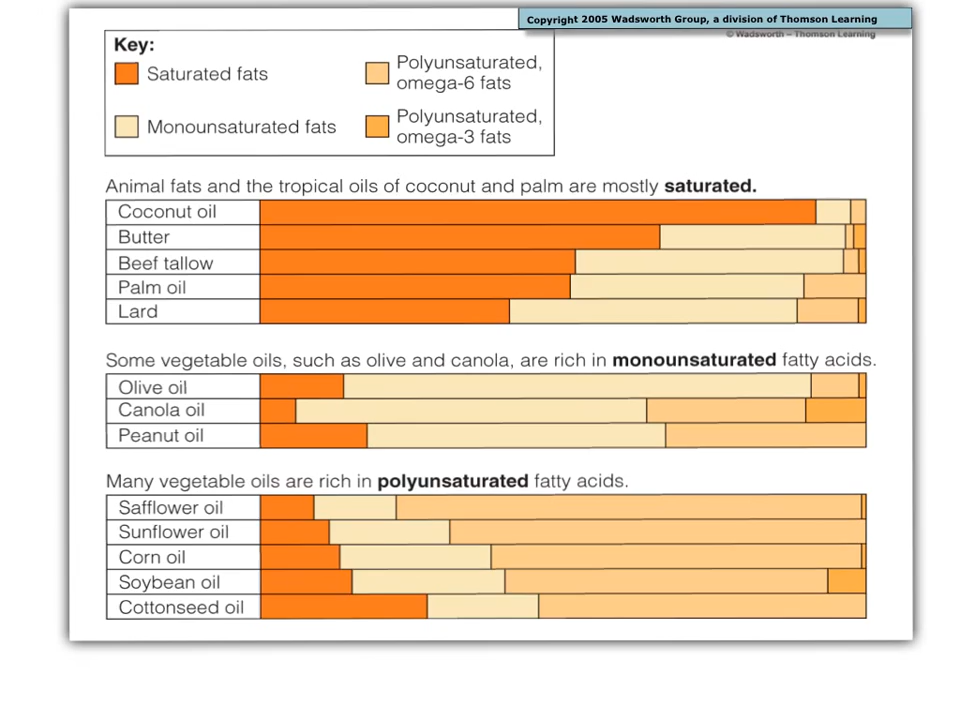 Copyright 2005 Wadsworth Group, a division of Thomson Learning
© Wadsworth – Thomson Learning
Key:
Saturated fats
Polyunsaturated,
omega-6 fats
Monounsaturated fats
Polyunsaturated,
omega-3 fats
Animal fats and the tropical oils of coconut and palm are mostly saturated.
Coconut oil
Butter
Beef tallow
Palm oil
Lard
Some vegetable oils, such as olive and canola, are rich in monounsaturated fatty acids.
Olive oil
Canola oil
Peanut oil
Many vegetable oils are rich in polyunsaturated fatty acids.
Safflower oil
Sunflower oil
Corn oil
Soybean oil
Cottonseed oil